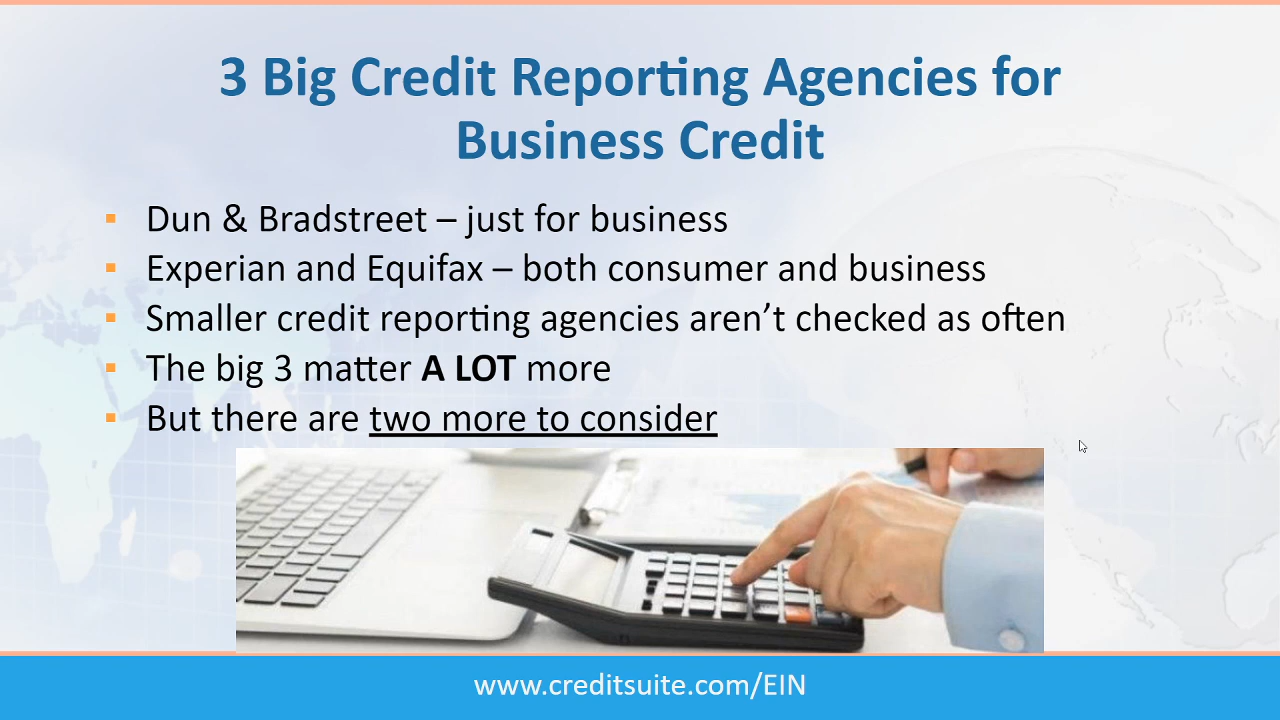 3 Big Credit Reporting Agencies for
Business Credit
▪ Dun & Bradstreet – just for business
▪ Experian and Equifax – both consumer and business
▪ Smaller credit reporting agencies aren’t checked as often
▪ The big 3 matter A LOT more
▪ But there are two more to consider
www.creditsuite.com/EIN